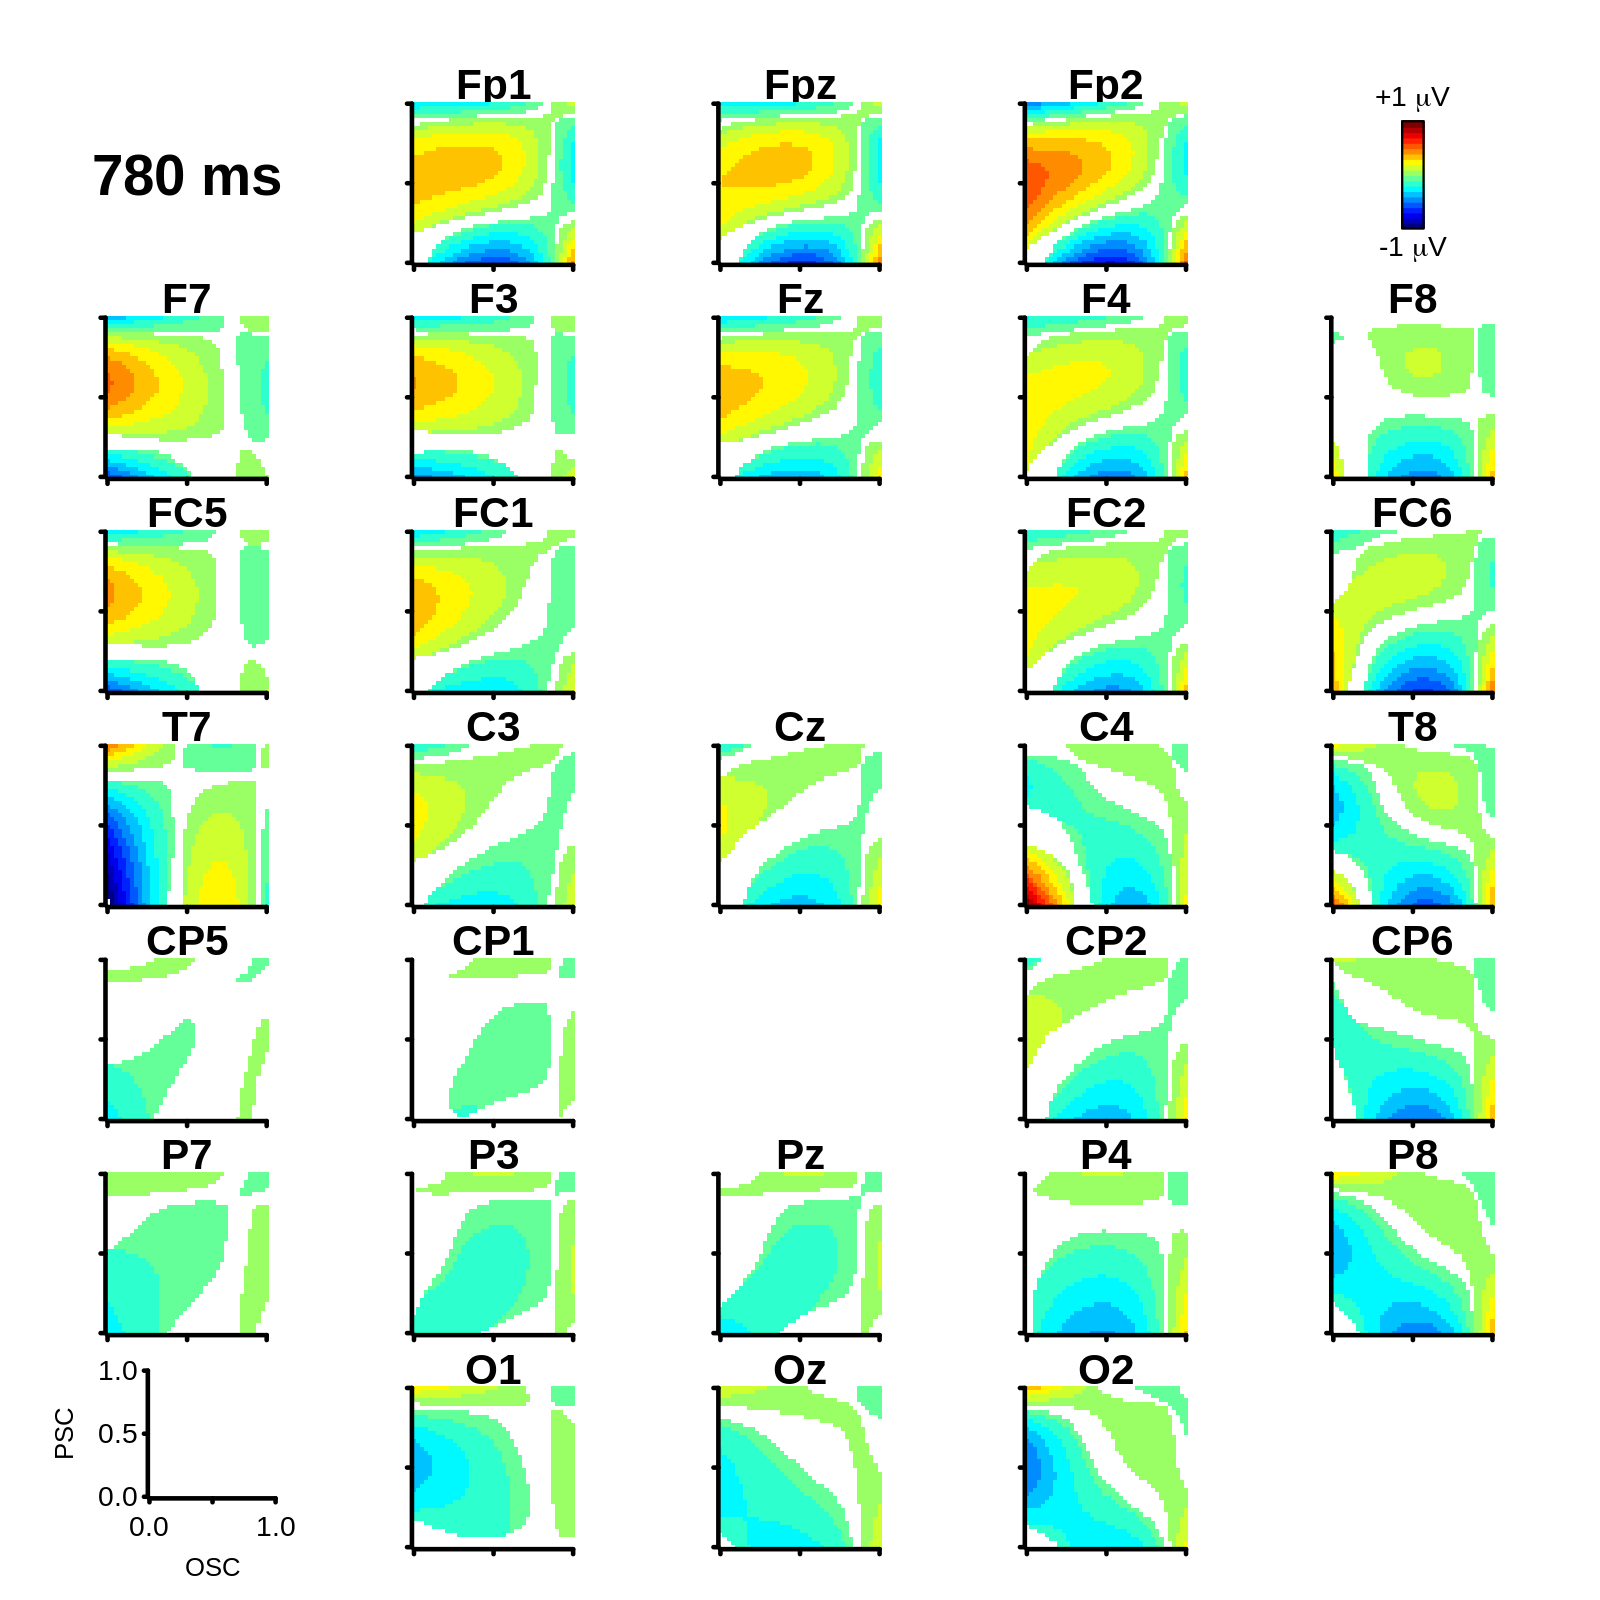 Fp1 Fpz Fp2
+1 μV
780 ms
-1 μV
F7 F3 Fz F4 F8
FC5 FC1 FC2 FC6
T7 C3 Cz C4 T8
CP5 CP1 CP2 CP6
P7 P3 Pz P4 P8
O1 Oz O2
1.0
PSC
0.5
0.0
0.0 1.0
OSC